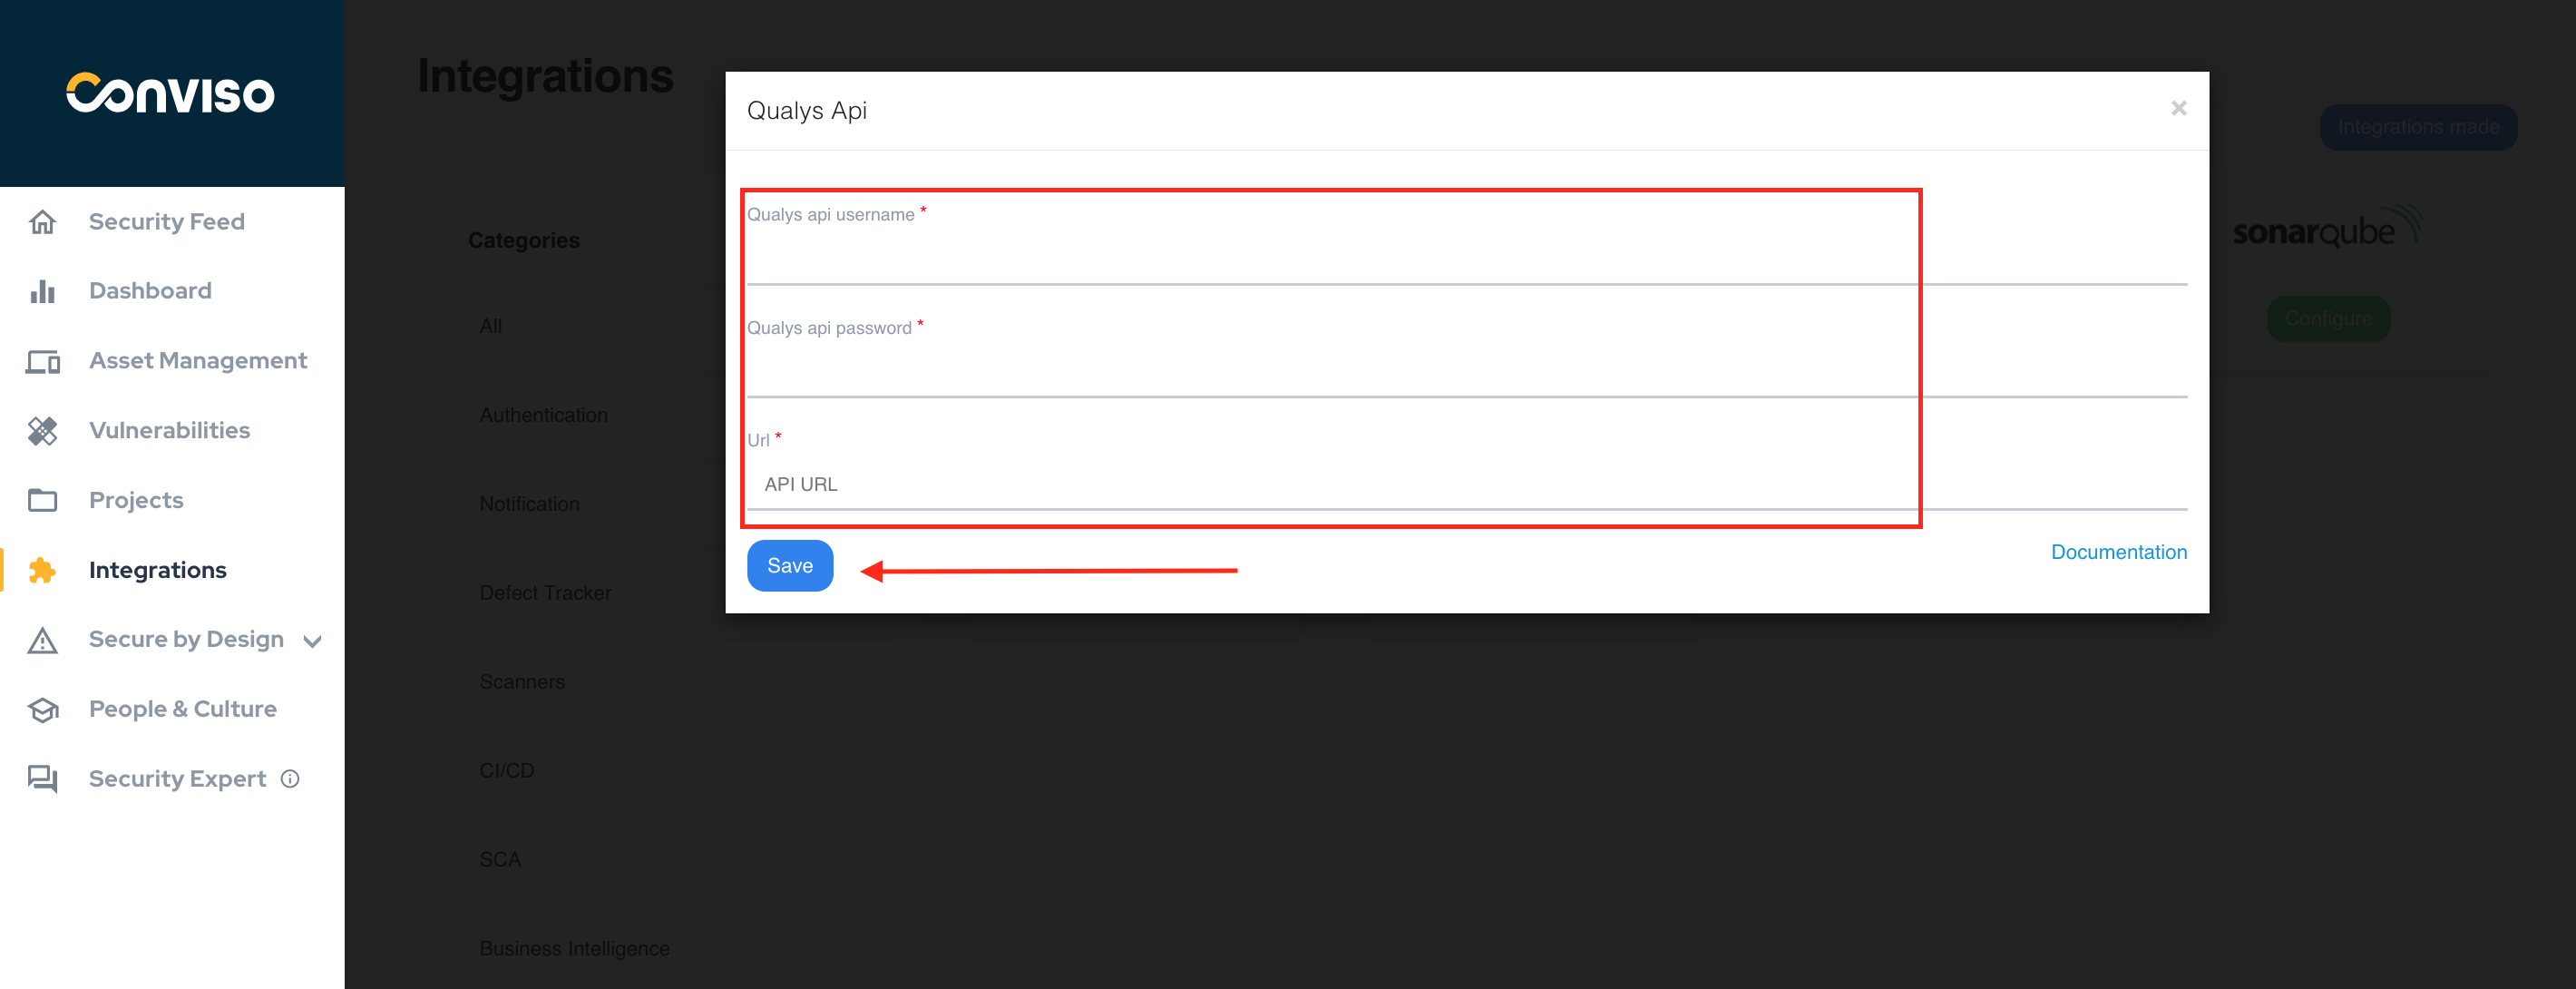 CONVISO
Security Feed
Dashboard
Asset Management
Vulnerabilities
Projects
Integrations
Secure by Design
People & Culture
Security Expert
Integrations
Integrations made
Categories
All
Authentication
Notification
Defect Tracker
Scanners
CI/CD
SCA
Business Intelligence
Qualys Api
×
Qualys api username *
Qualys api password *
Url *
API URL
Save
Documentation
sonarqube
Configure